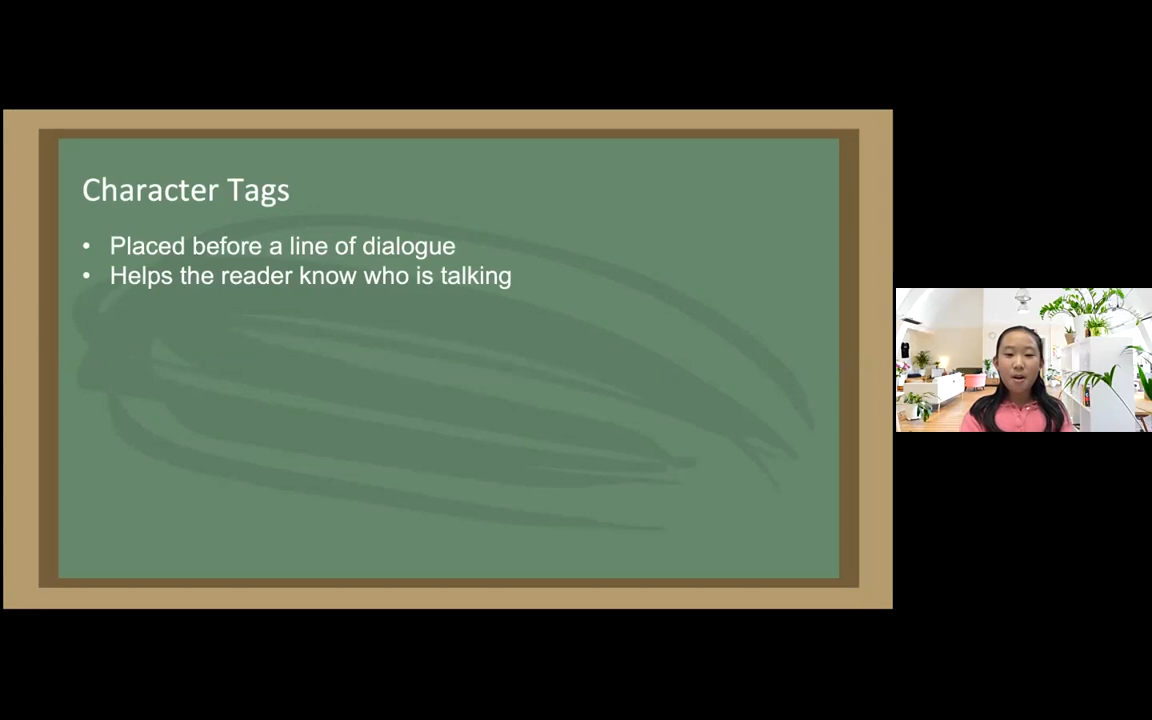 Character Tags
• Placed before a line of dialogue
• Helps the reader know who is talking